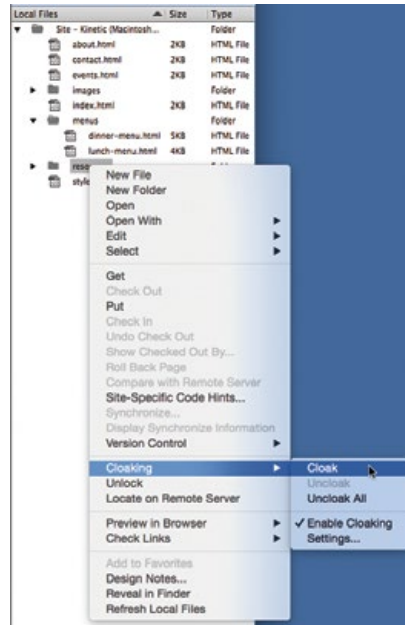 Local Files Size Type
Site - Kinetic (Macintosh... Folder
about.html 2KB HTML File
contact.html 2KB HTML File
events.html 2KB HTML File
images Folder
index.html 2KB HTML File
menus Folder
dinner-menu.html 5KB HTML File
lunch-menu.html 4KB HTML File
New File
New Folder
Open
Open With
Edit
Select
Get
Check Out
Put
Check In
Undo Check Out
Show Checked Out By...
Roll Back Page
Compare with Remote Server
Site-Specific Code Hints...
Synchronize...
Display Synchronize Information
Version Control
Cloaking Cloak
Unlock Uncloak
Locate on Remote Server Uncloak All
Preview in Browser ✓ Enable Cloaking
Check Links Settings...
Add to Favorites
Design Notes...
Reveal in Finder
Refresh Local Files